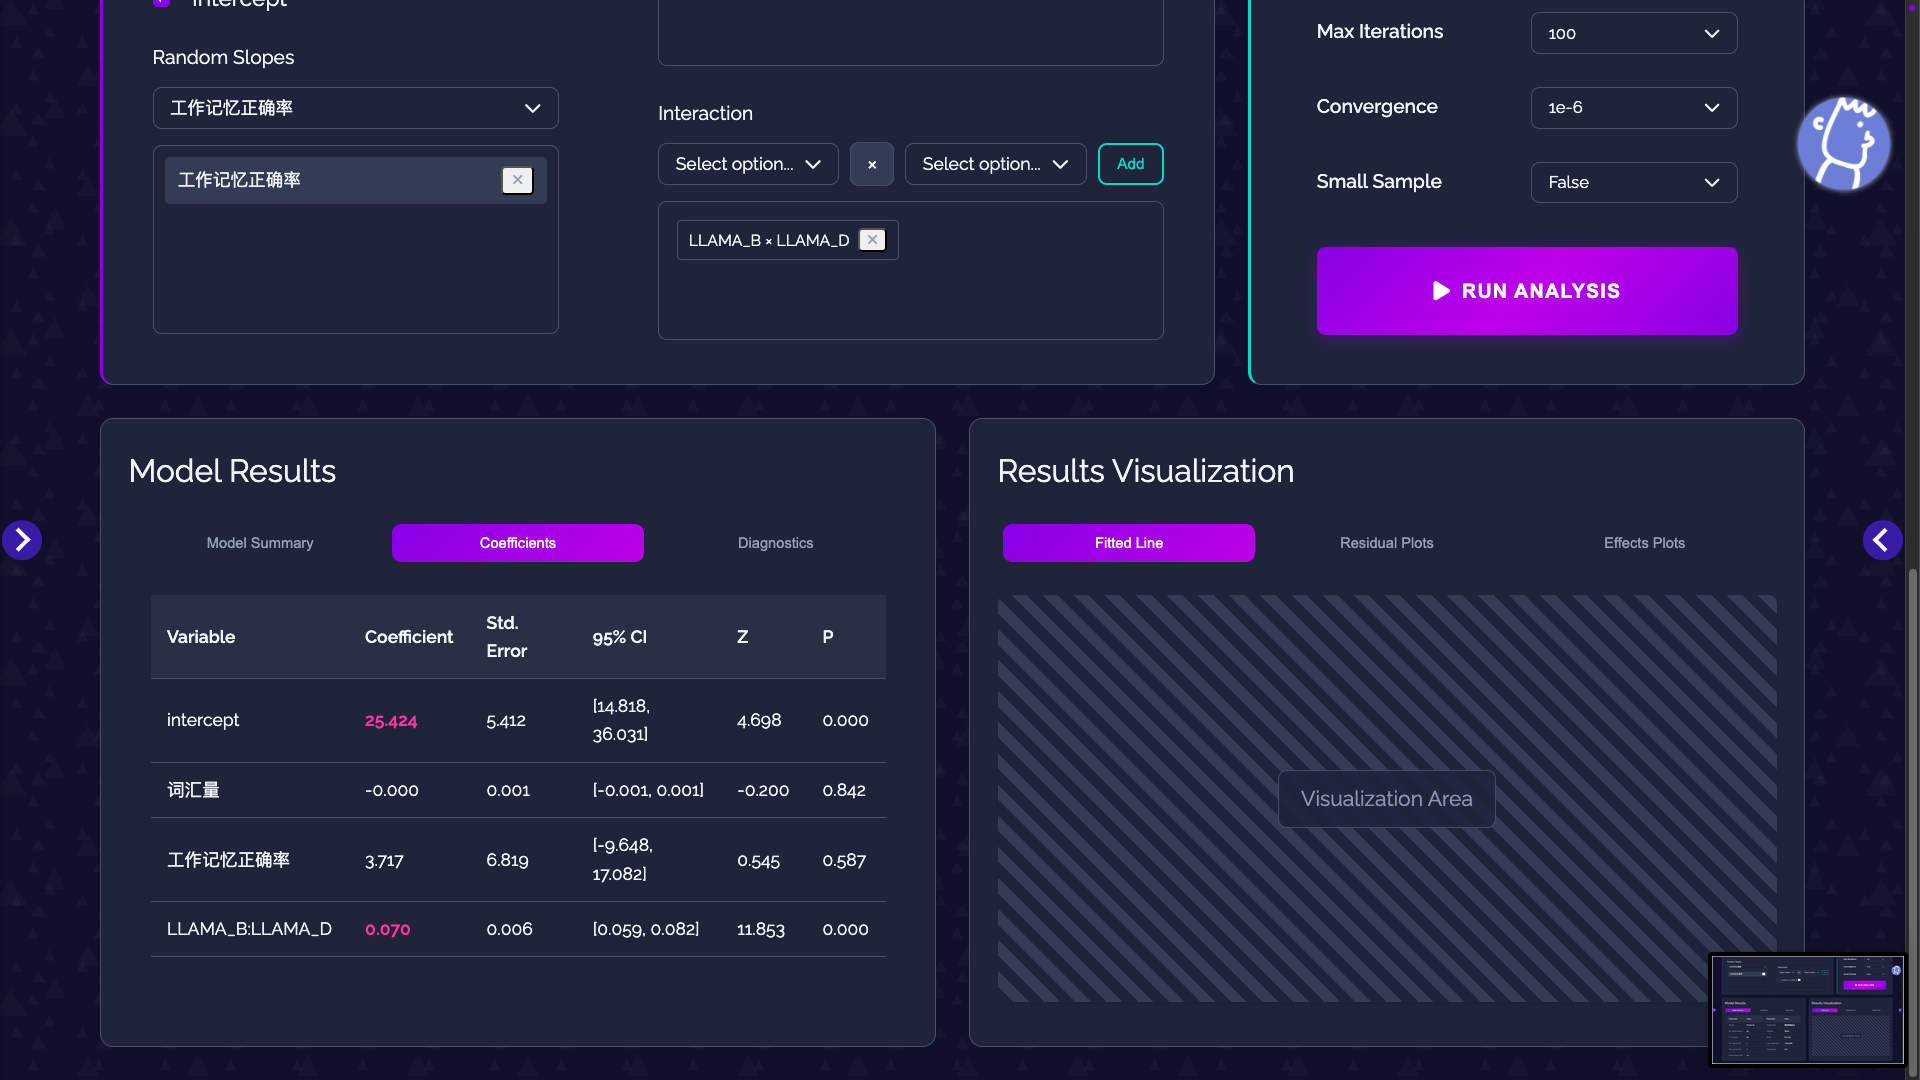 Intercept
Random Slopes
工作记忆正确率
工作记忆正确率
Interaction
Select option... × Select option... Add
LLAMA_B × LLAMA_D
Max Iterations 100
Convergence 1e-6
Small Sample False
RUN ANALYSIS
Model Results
Model Summary Coefficients Diagnostics
Variable Coefficient Std. Error 95% CI Z P
intercept 25.424 5.412 [14.818, 36.031] 4.698 0.000
词汇量 -0.000 0.001 [-0.001, 0.001] -0.200 0.842
工作记忆正确率 3.717 6.819 [-9.648, 17.082] 0.545 0.587
LLAMA_B:LLAMA_D 0.070 0.006 [0.059, 0.082] 11.853 0.000
Results Visualization
Fitted Line Residual Plots Effects Plots
Visualization Area